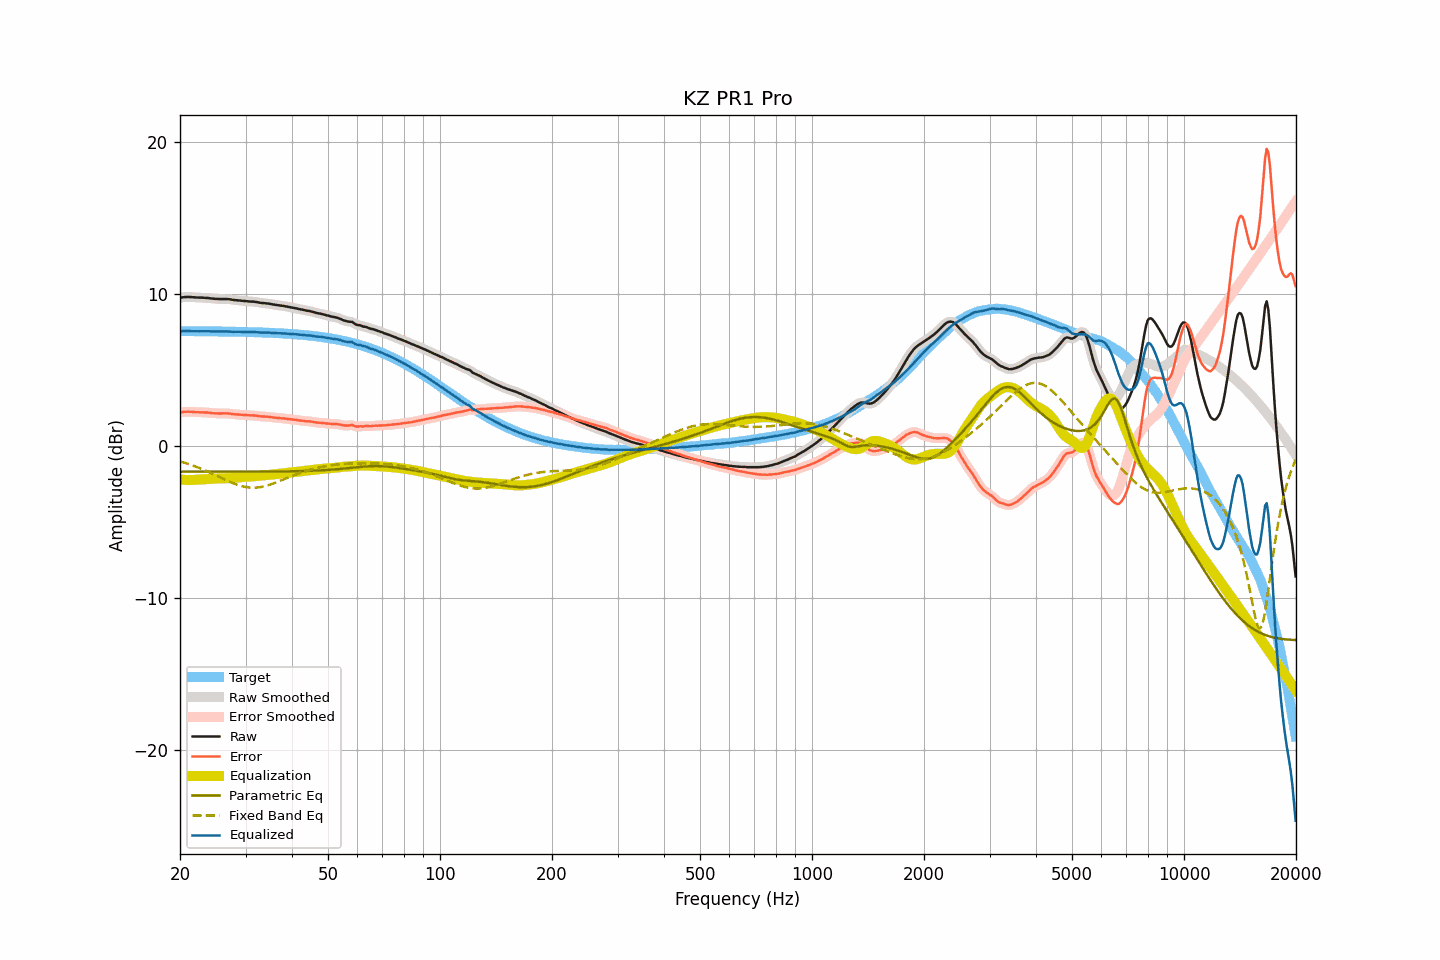 KZ PR1 Pro
Amplitude (dBr)
20
10
0
−10
−20
Target
Raw Smoothed
Error Smoothed
Raw
Error
Equalization
Parametric Eq
Fixed Band Eq
Equalized
20 50 100 200 500 1000 2000 5000 10000 20000
Frequency (Hz)